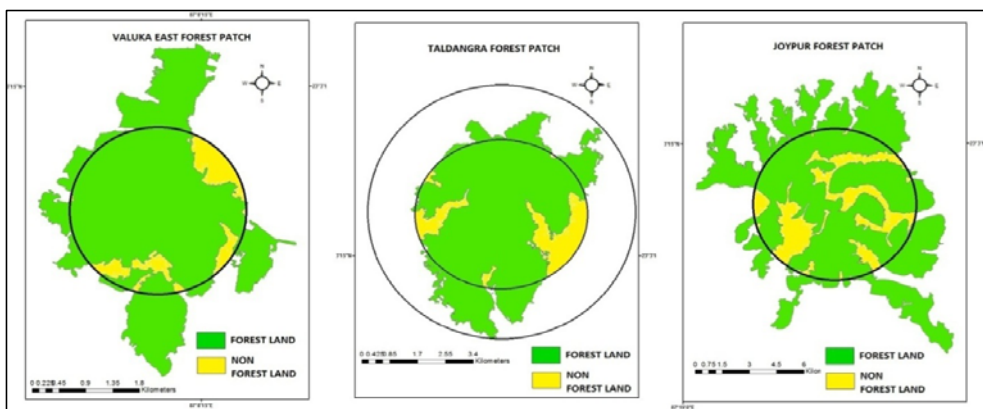 VALUKA EAST FOREST PATCH
N
W E
S
FOREST LAND
NON
FOREST LAND
0 0.225 0.45 0.9 1.35 1.8
Kilometers
TALDANGRA FOREST PATCH
N
W E
S
FOREST LAND
NON
FOREST LAND
0 0.425 0.85 1.7 2.55 3.4
Kilometers
JOYPUR FOREST PATCH
N
W E
S
FOREST LAND
NON
FOREST LAND
0 0.75 1.5 3 4.5 6